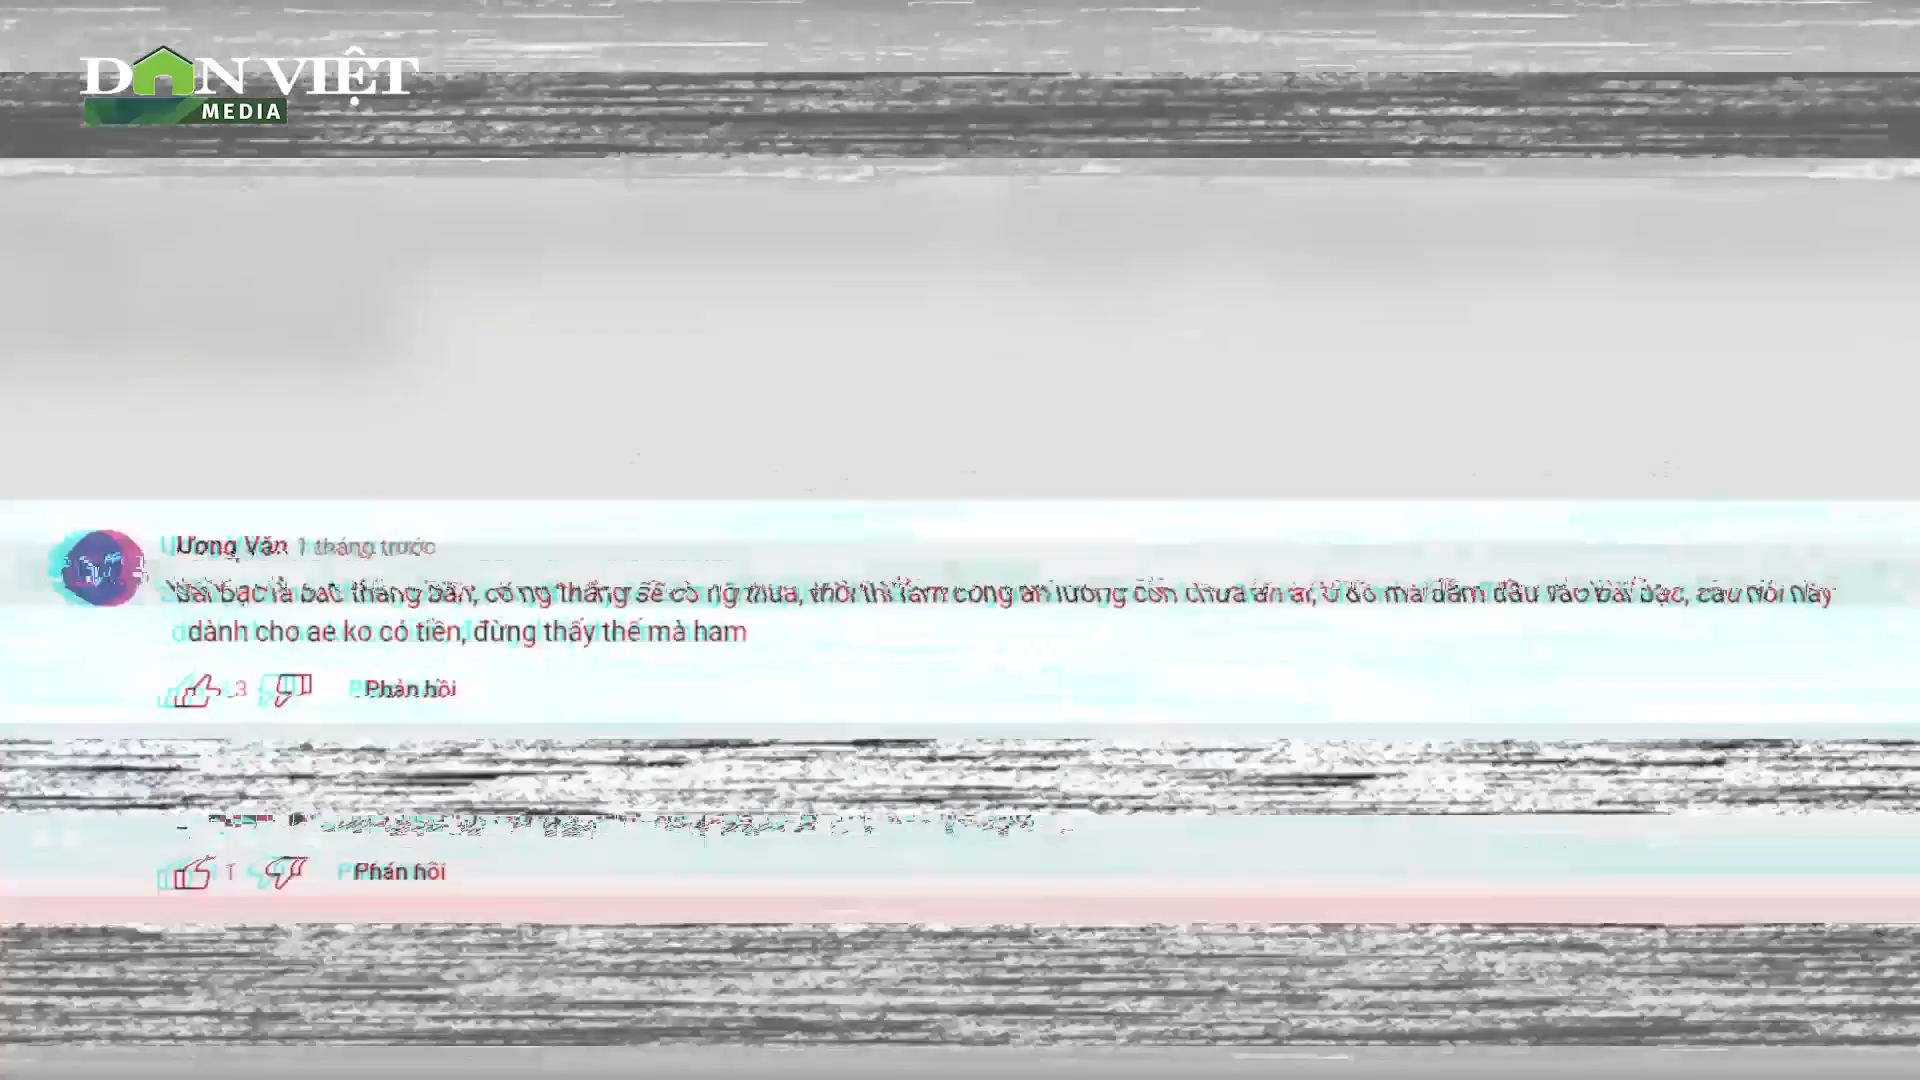 DÂN VIỆT
MEDIA
Ương Văn 1 tháng trước
bài bạc là bác thằng bần, có ng thắng sẽ có ng thua, thôi thì làm công ăn lương còn chưa ăn ai, ở đó mà đâm đầu vào bài bạc, câu nói này
dành cho ae ko có tiền, đừng thấy thế mà ham
3 Phản hồi
1 Phản hồi